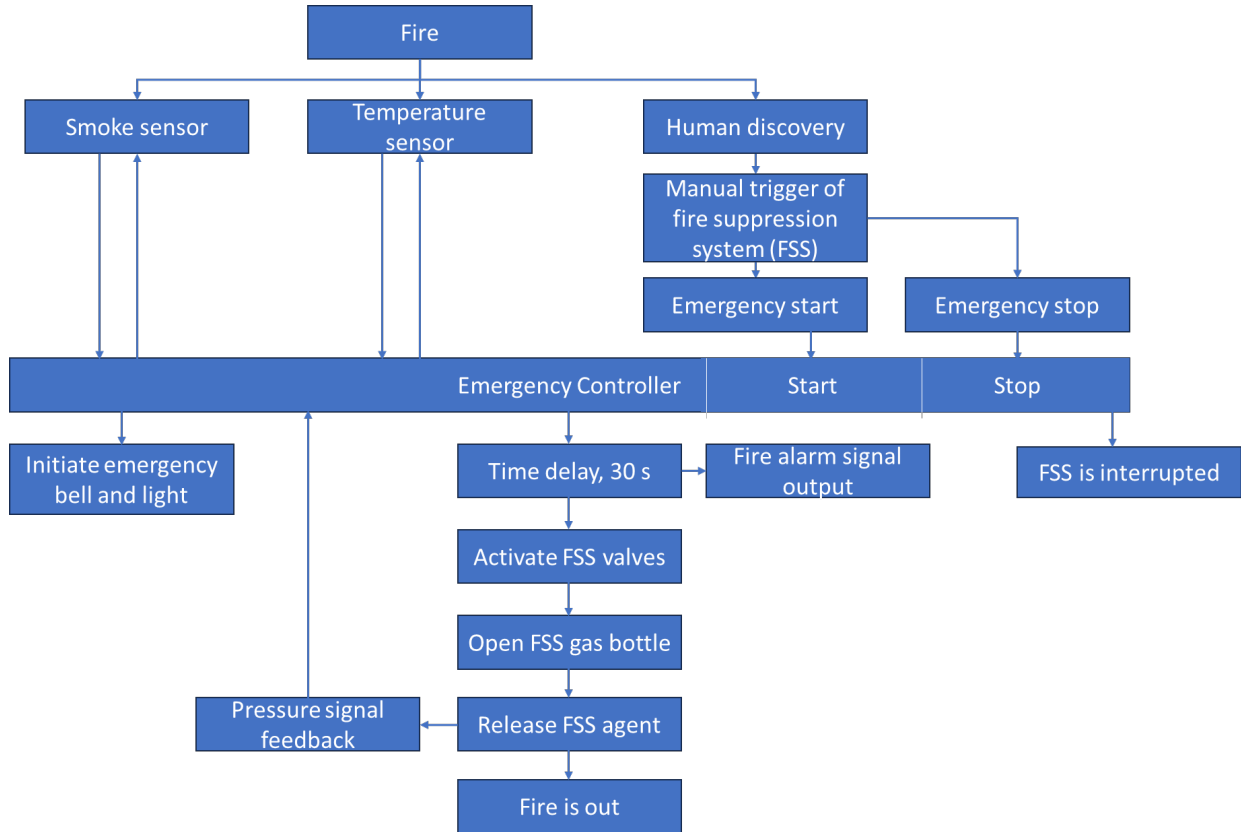 Fire
Smoke sensor
Temperature
sensor
Human discovery
Manual trigger of
fire suppression
system (FSS)
Emergency start
Emergency stop
Emergency Controller
Start
Stop
Initiate emergency
bell and light
Time delay, 30 s
Fire alarm signal
output
FSS is interrupted
Activate FSS valves
Open FSS gas bottle
Pressure signal
feedback
Release FSS agent
Fire is out